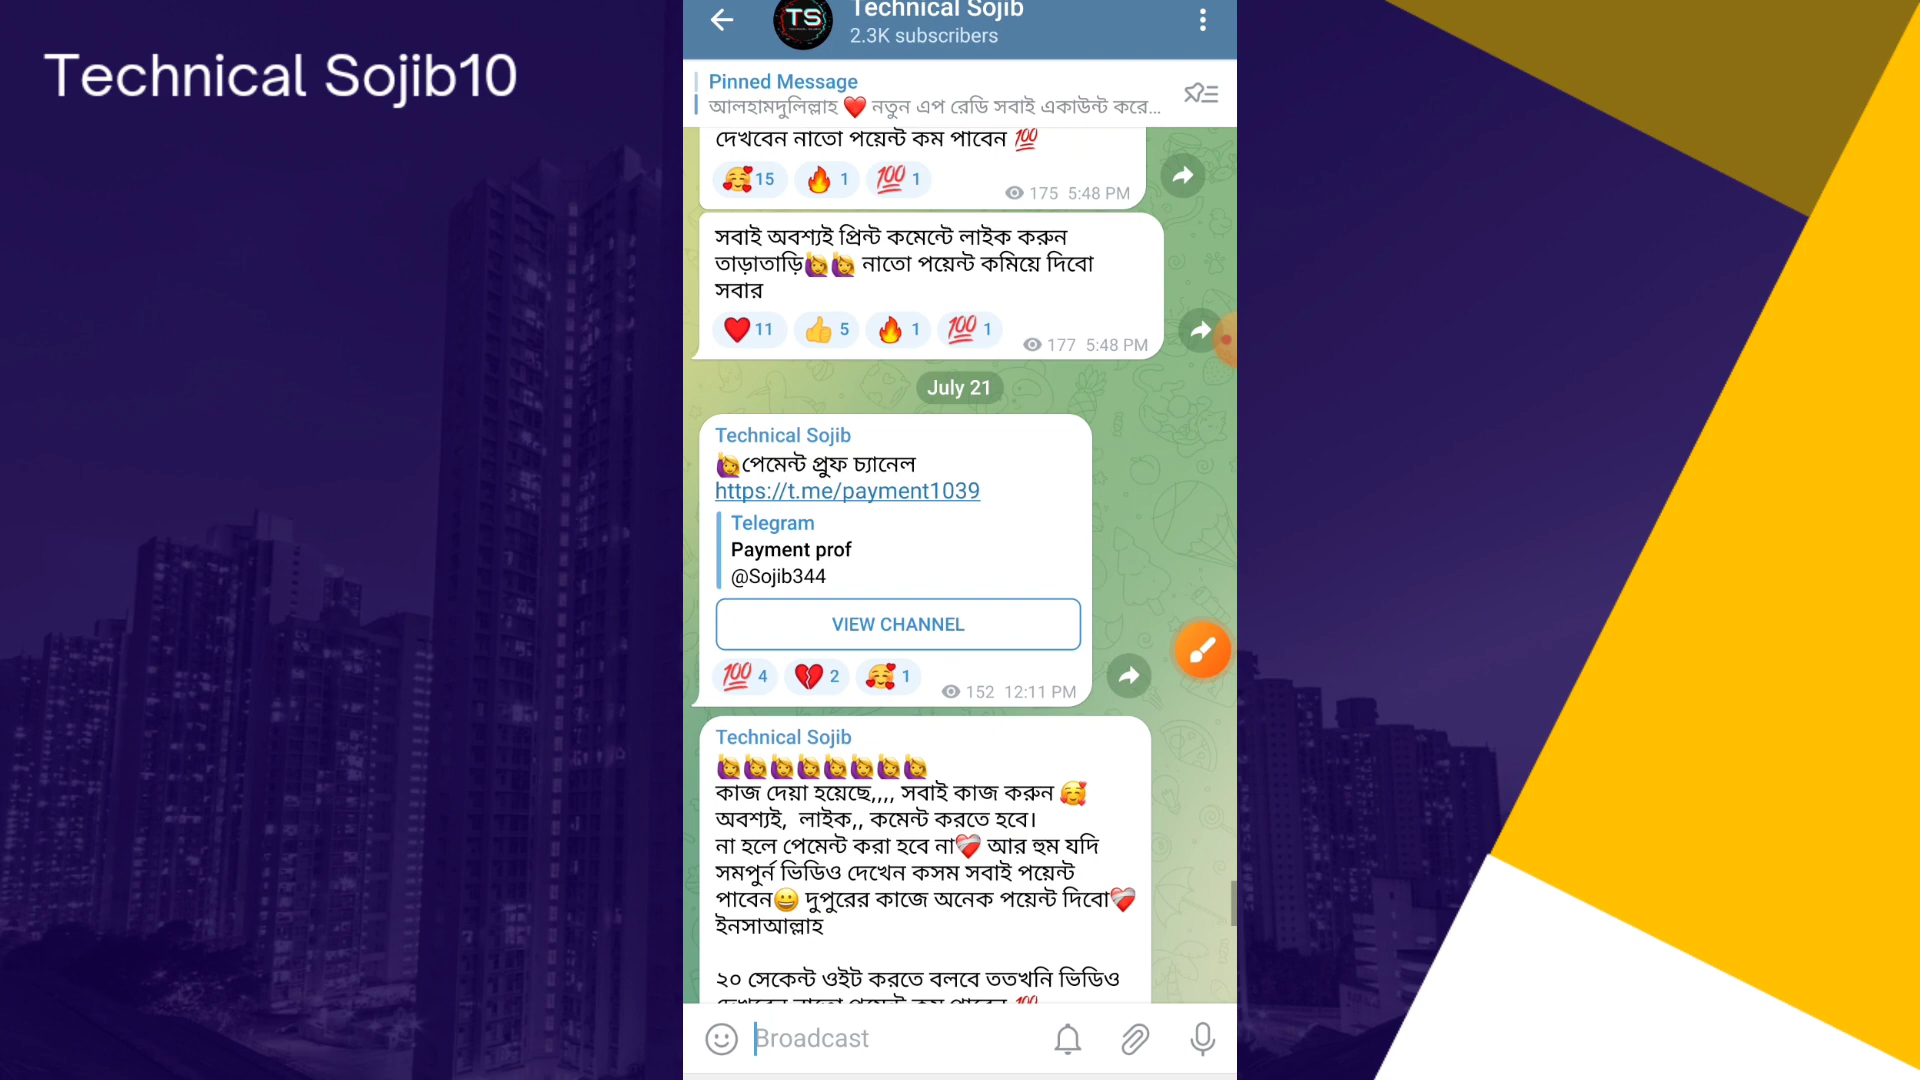 Technical Sojib10
Technical Sojib
TS
2.3K subscribers
Pinned Message
আলহামদুলিল্লাহ ❤️ নতুন এপ রেডি সবাই একাউন্ট করে...
দেখবেন নাতো পয়েন্ট কম পাবেন 💯
🥰 15 🔥 1 💯 1
175 5:48 PM
সবাই অবশ্যই প্রিন্ট কমেন্টে লাইক করুন
তাড়াতাড়ি🙋‍♀️🙋‍♀️ নাতো পয়েন্ট কমিয়ে দিবো
সবার
❤️ 11 👍 5 🔥 1 💯 1
177 5:48 PM
July 21
Technical Sojib
🙋‍♀️পেমেন্ট প্রুফ চ্যানেল
https://t.me/payment1039
Telegram
Payment prof
@Sojib344
VIEW CHANNEL
💯 4 💔 2 🥰 1
152 12:11 PM
Technical Sojib
🙋‍♀️🙋‍♀️🙋‍♀️🙋‍♀️🙋‍♀️🙋‍♀️🙋‍♀️🙋‍♀️
কাজ দেয়া হয়েছে,,,, সবাই কাজ করুন 🥰
অবশ্যই, লাইক,, কমেন্ট করতে হবে।
না হলে পেমেন্ট করা হবে না❤️‍🩹 আর হুম যদি
সমপুর্ন ভিডিও দেখেন কসম সবাই পয়েন্ট
পাবেন😀 দুপুরের কাজে অনেক পয়েন্ট দিবো❤️‍🩹
ইনসাআল্লাহ
২০ সেকেন্ট ওইট করতে বলবে ততখনি ভিডিও
দেখবেন নাতো পয়েন্ট কম পাবেন 💯
Broadcast